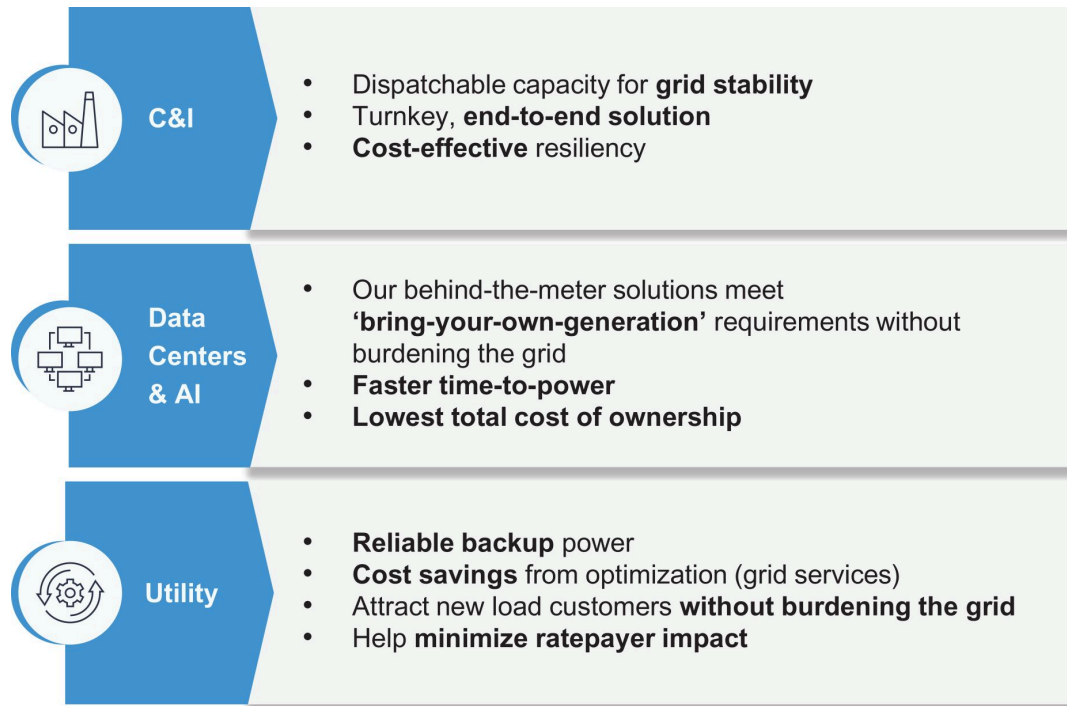 C&I
• Dispatchable capacity for grid stability
• Turnkey, end-to-end solution
• Cost-effective resiliency
Data
Centers
& AI
• Our behind-the-meter solutions meet
‘bring-your-own-generation’ requirements without
burdening the grid
• Faster time-to-power
• Lowest total cost of ownership
Utility
• Reliable backup power
• Cost savings from optimization (grid services)
• Attract new load customers without burdening the grid
• Help minimize ratepayer impact